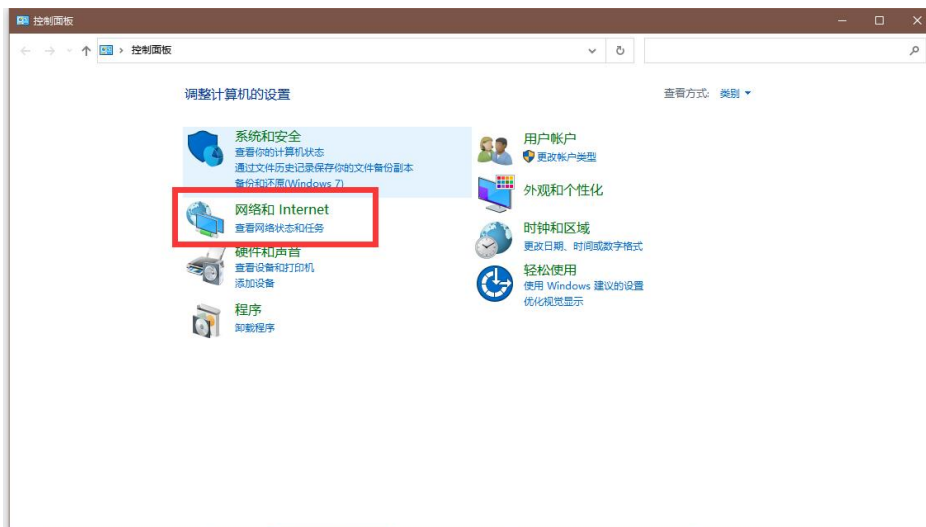 控制面板
控制面板
调整计算机的设置
查看方式: 类别
系统和安全
查看你的计算机状态
通过文件历史记录保存你的文件备份副本
备份和还原(Windows 7)
网络和 Internet
查看网络状态和任务
硬件和声音
查看设备和打印机
添加设备
程序
卸载程序
用户帐户
更改帐户类型
外观和个性化
时钟和区域
更改日期、时间或数字格式
轻松使用
使用 Windows 建议的设置
优化视觉显示